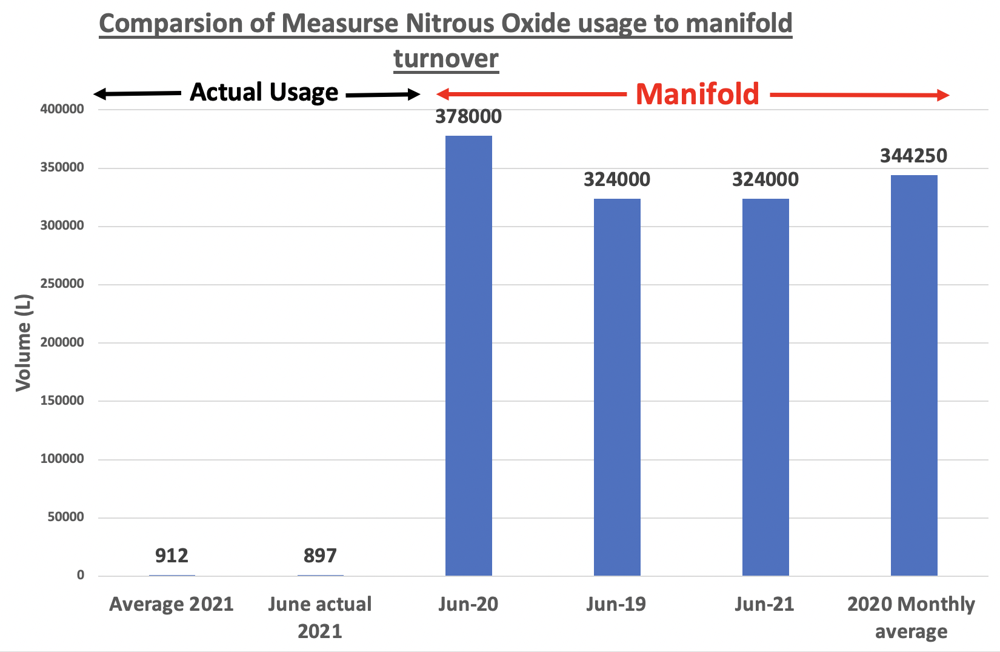 Comparsion of Measurse Nitrous Oxide usage to manifold
turnover
Actual Usage
Manifold
400000
350000
300000
250000
200000
150000
100000
50000
0
Volume (L)
912
897
378000
324000
324000
344250
Average 2021
June actual
2021
Jun-20
Jun-19
Jun-21
2020 Monthly
average